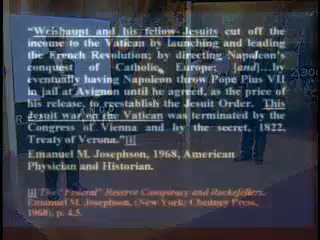 “Weishaupt and his fellow Jesuits cut off the
income to the Vatican by launching and leading
the French Revolution; by directing Napoleon's
conquest of Catholic Europe; [and]...by
eventually having Napoleon throw Pope Pius VII
in jail at Avignon until he agreed, as the price of
his release, to reestablish the Jesuit Order. This
Jesuit war on the Vatican was terminated by the
Congress of Vienna and by the secret, 1822,
Treaty of Verona.”[i]
Emanuel M. Josephson, 1968, American
Physician and Historian.
[i] The "Federal" Reserve Conspiracy and Rockefellers,
Emanuel M. Josephson, (New York: Chedney Press,
1968), p. 4,5.